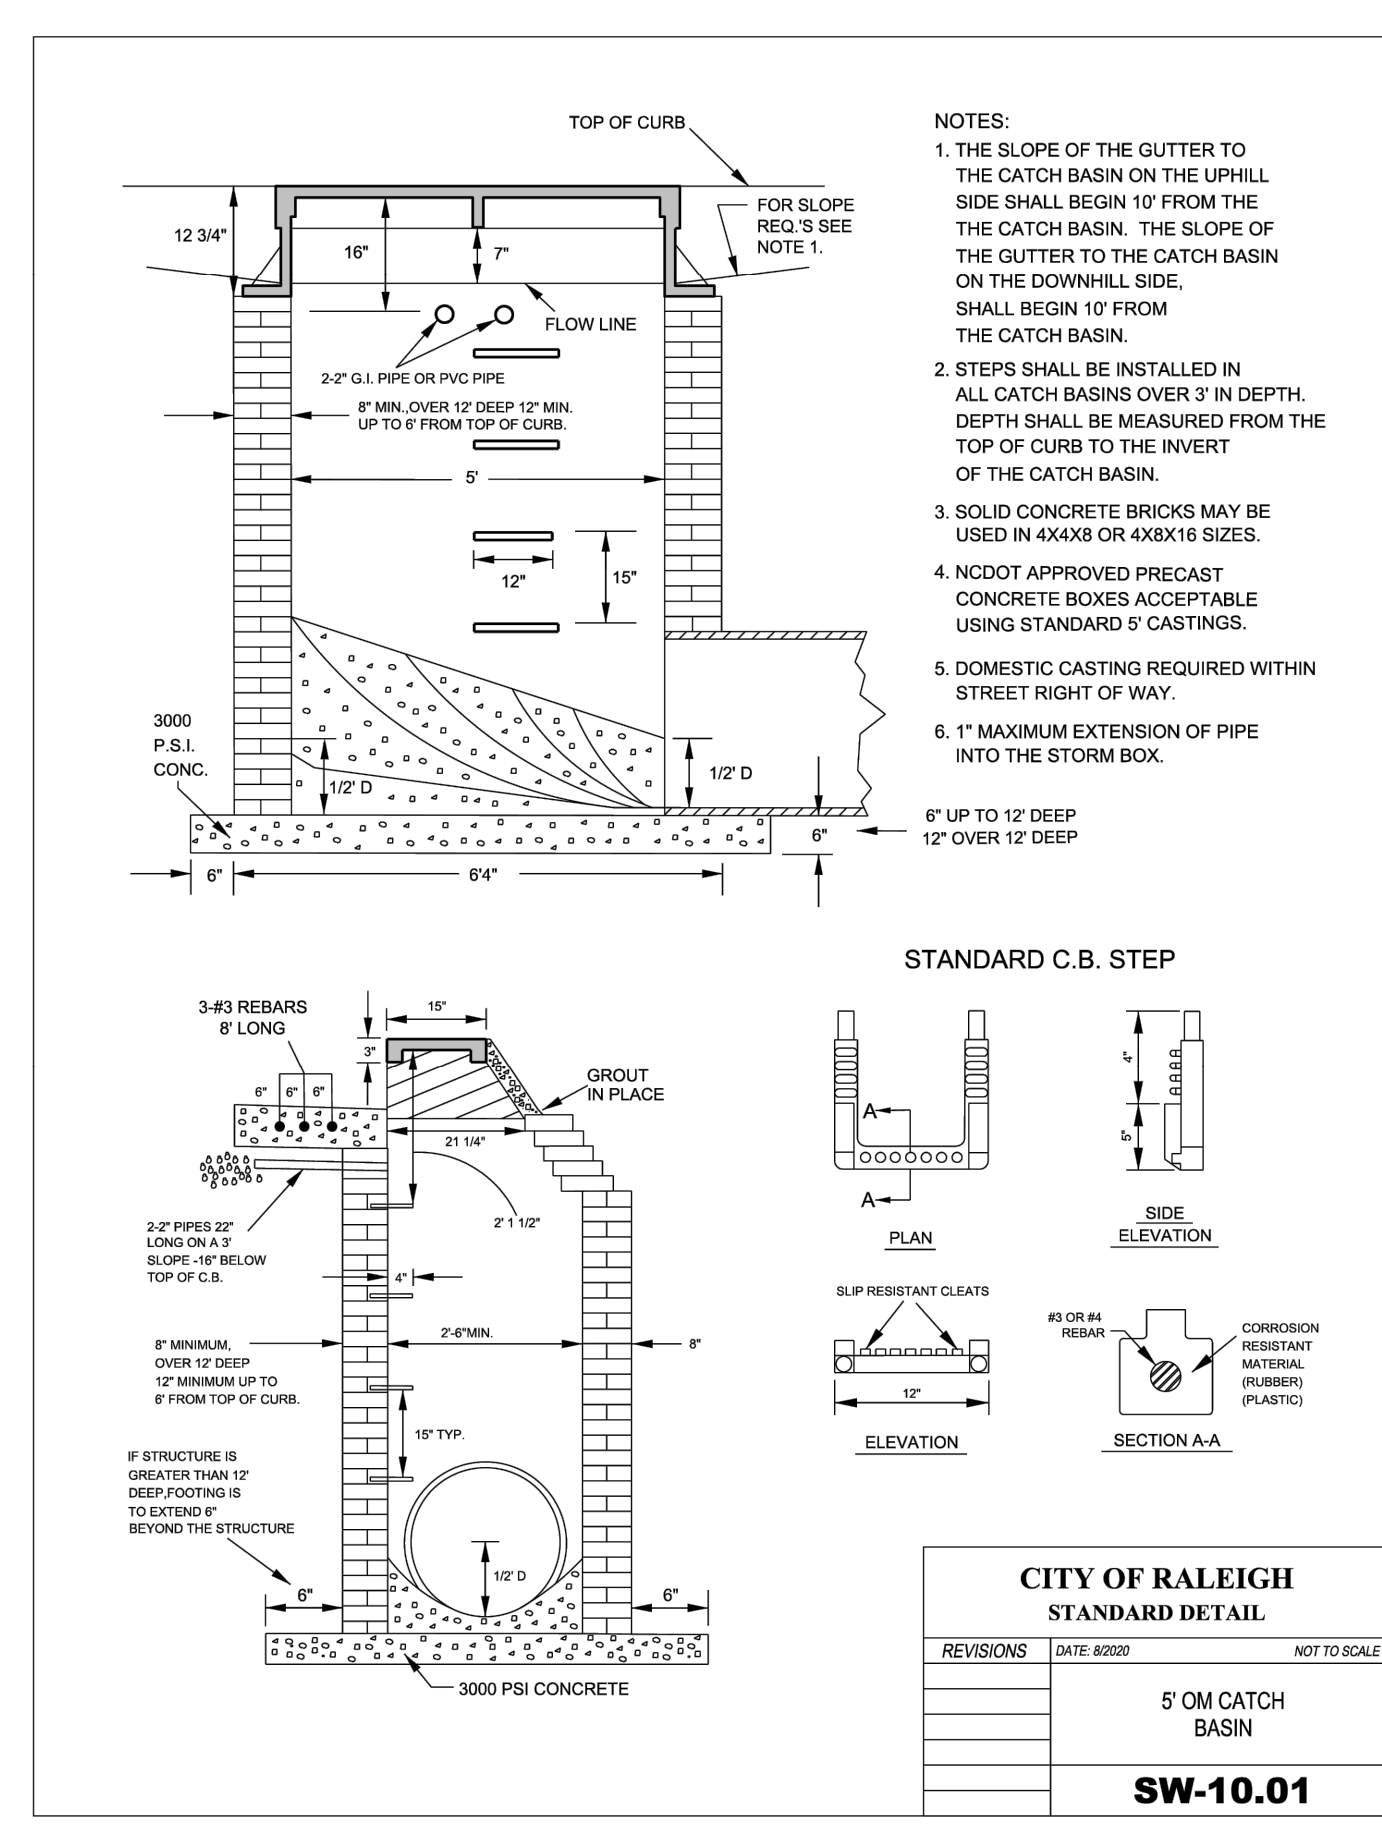 TOP OF CURB
12 3/4"
16"
7"
FOR SLOPE
REQ.'S SEE
NOTE 1.
FLOW LINE
2-2" G.I. PIPE OR PVC PIPE
8" MIN.,OVER 12' DEEP 12" MIN.
UP TO 6' FROM TOP OF CURB.
5'
12"
15"
3000
P.S.I.
CONC.
1/2' D
1/2' D
6"
6" UP TO 12' DEEP
12" OVER 12' DEEP
6"
6'4"
NOTES:
1. THE SLOPE OF THE GUTTER TO
THE CATCH BASIN ON THE UPHILL
SIDE SHALL BEGIN 10' FROM THE
THE CATCH BASIN. THE SLOPE OF
THE GUTTER TO THE CATCH BASIN
ON THE DOWNHILL SIDE,
SHALL BEGIN 10' FROM
THE CATCH BASIN.
2. STEPS SHALL BE INSTALLED IN
ALL CATCH BASINS OVER 3' IN DEPTH.
DEPTH SHALL BE MEASURED FROM THE
TOP OF CURB TO THE INVERT
OF THE CATCH BASIN.
3. SOLID CONCRETE BRICKS MAY BE
USED IN 4X4X8 OR 4X8X16 SIZES.
4. NCDOT APPROVED PRECAST
CONCRETE BOXES ACCEPTABLE
USING STANDARD 5' CASTINGS.
5. DOMESTIC CASTING REQUIRED WITHIN
STREET RIGHT OF WAY.
6. 1" MAXIMUM EXTENSION OF PIPE
INTO THE STORM BOX.
3-#3 REBARS
8' LONG
15"
3"
6"
6"
6"
GROUT
IN PLACE
21 1/4"
2' 1 1/2"
2-2" PIPES 22"
LONG ON A 3'
SLOPE -16" BELOW
TOP OF C.B.
4"
2'-6"MIN.
8"
8" MINIMUM,
OVER 12' DEEP
12" MINIMUM UP TO
6' FROM TOP OF CURB.
15" TYP.
IF STRUCTURE IS
GREATER THAN 12'
DEEP,FOOTING IS
TO EXTEND 6"
BEYOND THE STRUCTURE
1/2' D
6"
6"
3000 PSI CONCRETE
STANDARD C.B. STEP
A
A
PLAN
4"
5"
SIDE
ELEVATION
SLIP RESISTANT CLEATS
12"
ELEVATION
#3 OR #4
REBAR
CORROSION
RESISTANT
MATERIAL
(RUBBER)
(PLASTIC)
SECTION A-A
CITY OF RALEIGH
STANDARD DETAIL
REVISIONS
DATE: 8/2020
NOT TO SCALE
5' OM CATCH
BASIN
SW-10.01